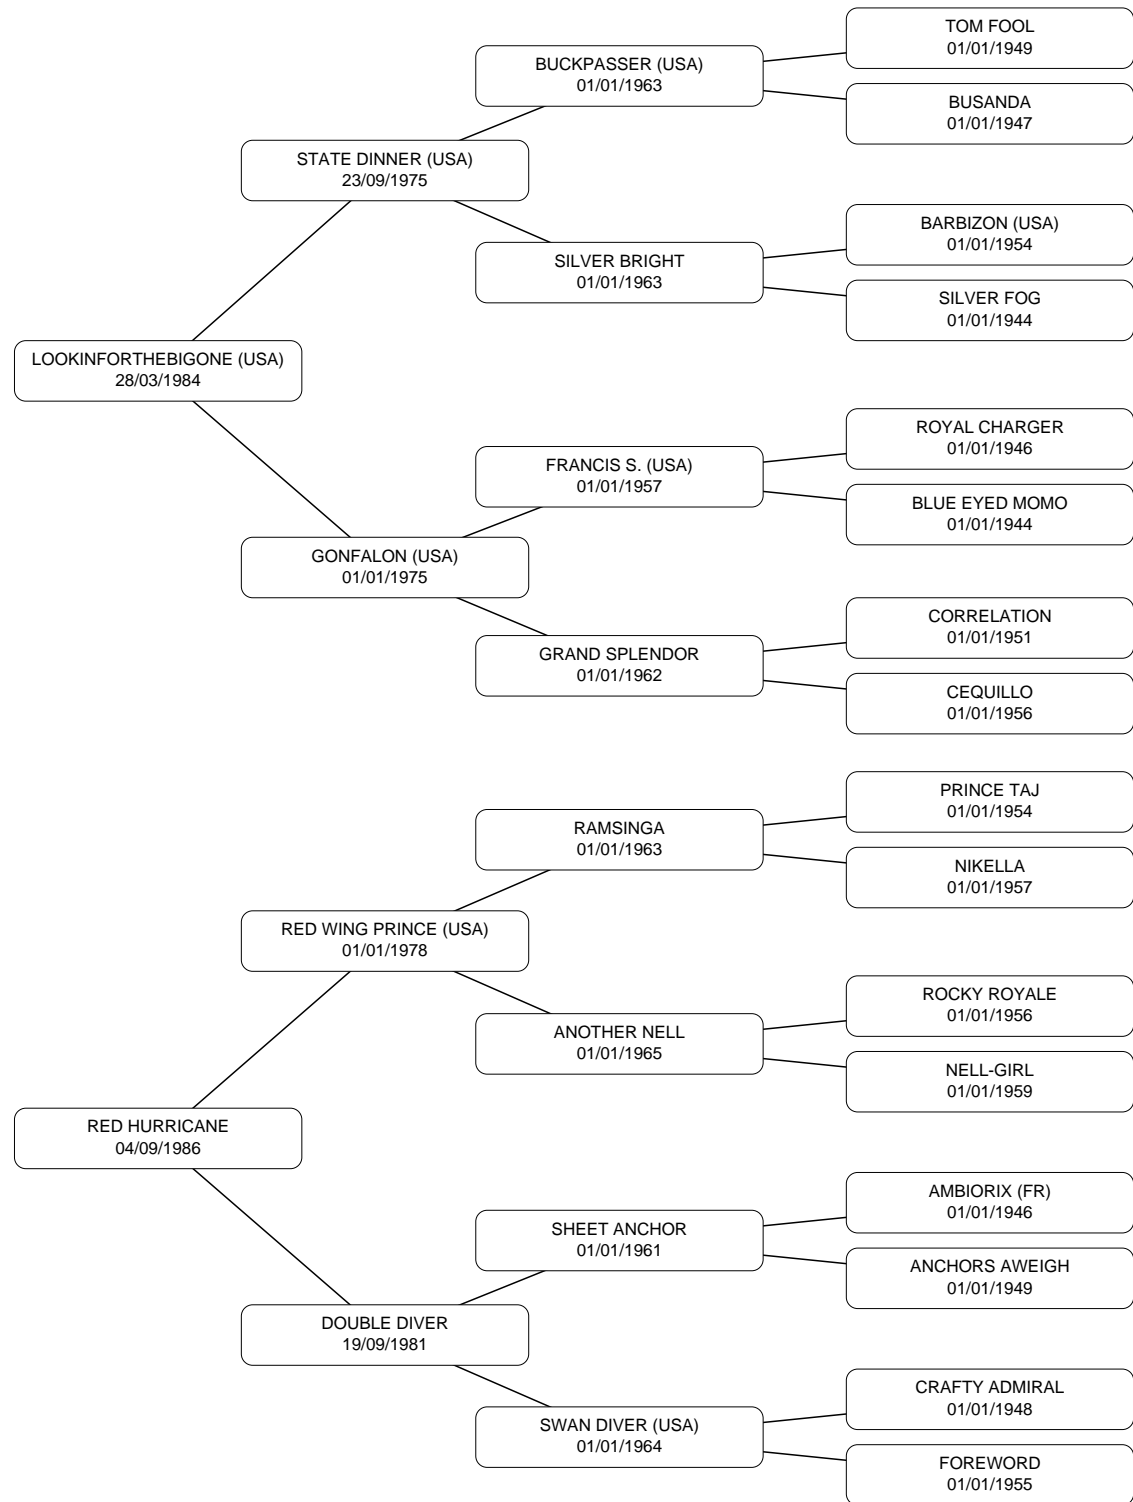 TOM FOOL
01/01/1949
BUCKPASSER (USA)
01/01/1963
BUSANDA
01/01/1947
STATE DINNER (USA)
23/09/1975
BARBIZON (USA)
01/01/1954
SILVER BRIGHT
01/01/1963
SILVER FOG
01/01/1944
LOOKINFORTHEBIGONE (USA)
28/03/1984
ROYAL CHARGER
01/01/1946
FRANCIS S. (USA)
01/01/1957
BLUE EYED MOMO
01/01/1944
GONFALON (USA)
01/01/1975
CORRELATION
01/01/1951
GRAND SPLENDOR
01/01/1962
CEQUILLO
01/01/1956
PRINCE TAJ
01/01/1954
RAMSINGA
01/01/1963
NIKELLA
01/01/1957
RED WING PRINCE (USA)
01/01/1978
ROCKY ROYALE
01/01/1956
ANOTHER NELL
01/01/1965
NELL-GIRL
01/01/1959
RED HURRICANE
04/09/1986
AMBIORIX (FR)
01/01/1946
SHEET ANCHOR
01/01/1961
ANCHORS AWEIGH
01/01/1949
DOUBLE DIVER
19/09/1981
CRAFTY ADMIRAL
01/01/1948
SWAN DIVER (USA)
01/01/1964
FOREWORD
01/01/1955